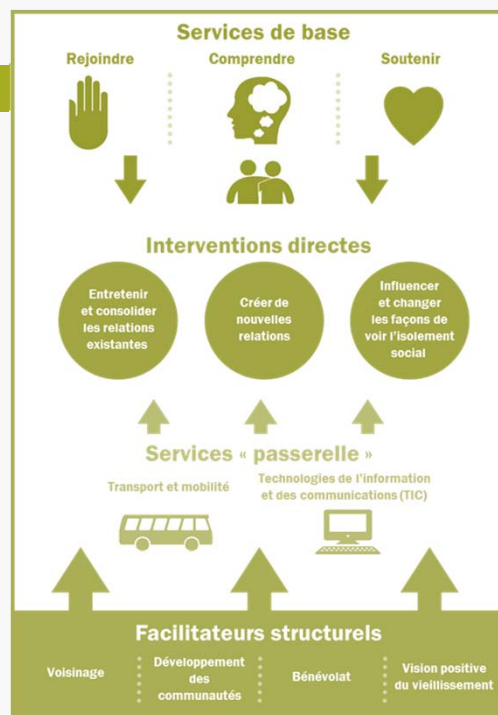 Services de base
Rejoindre
Comprendre
Soutenir
Interventions directes
Entretenir
et consolider
les relations
existantes
Créer de
nouvelles
relations
Influencer
et changer
les façons de
voir l'isolement
social
Services « passerelle »
Transport et mobilité
Technologies de l'information
et des communications (TIC)
Facilitateurs structurels
Voisinage
Développement
des
communautés
Bénévolat
Vision positive
du vieillissement